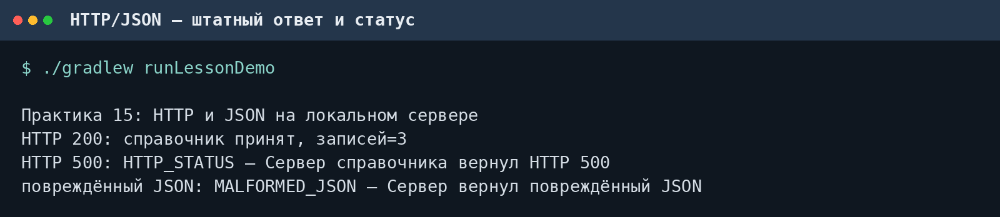 HTTP/JSON — штатный ответ и статус
$ ./gradlew runLessonDemo
Практика 15: HTTP и JSON на локальном сервере
HTTP 200: справочник принят, записей=3
HTTP 500: HTTP_STATUS — Сервер справочника вернул HTTP 500
повреждённый JSON: MALFORMED_JSON — Сервер вернул повреждённый JSON